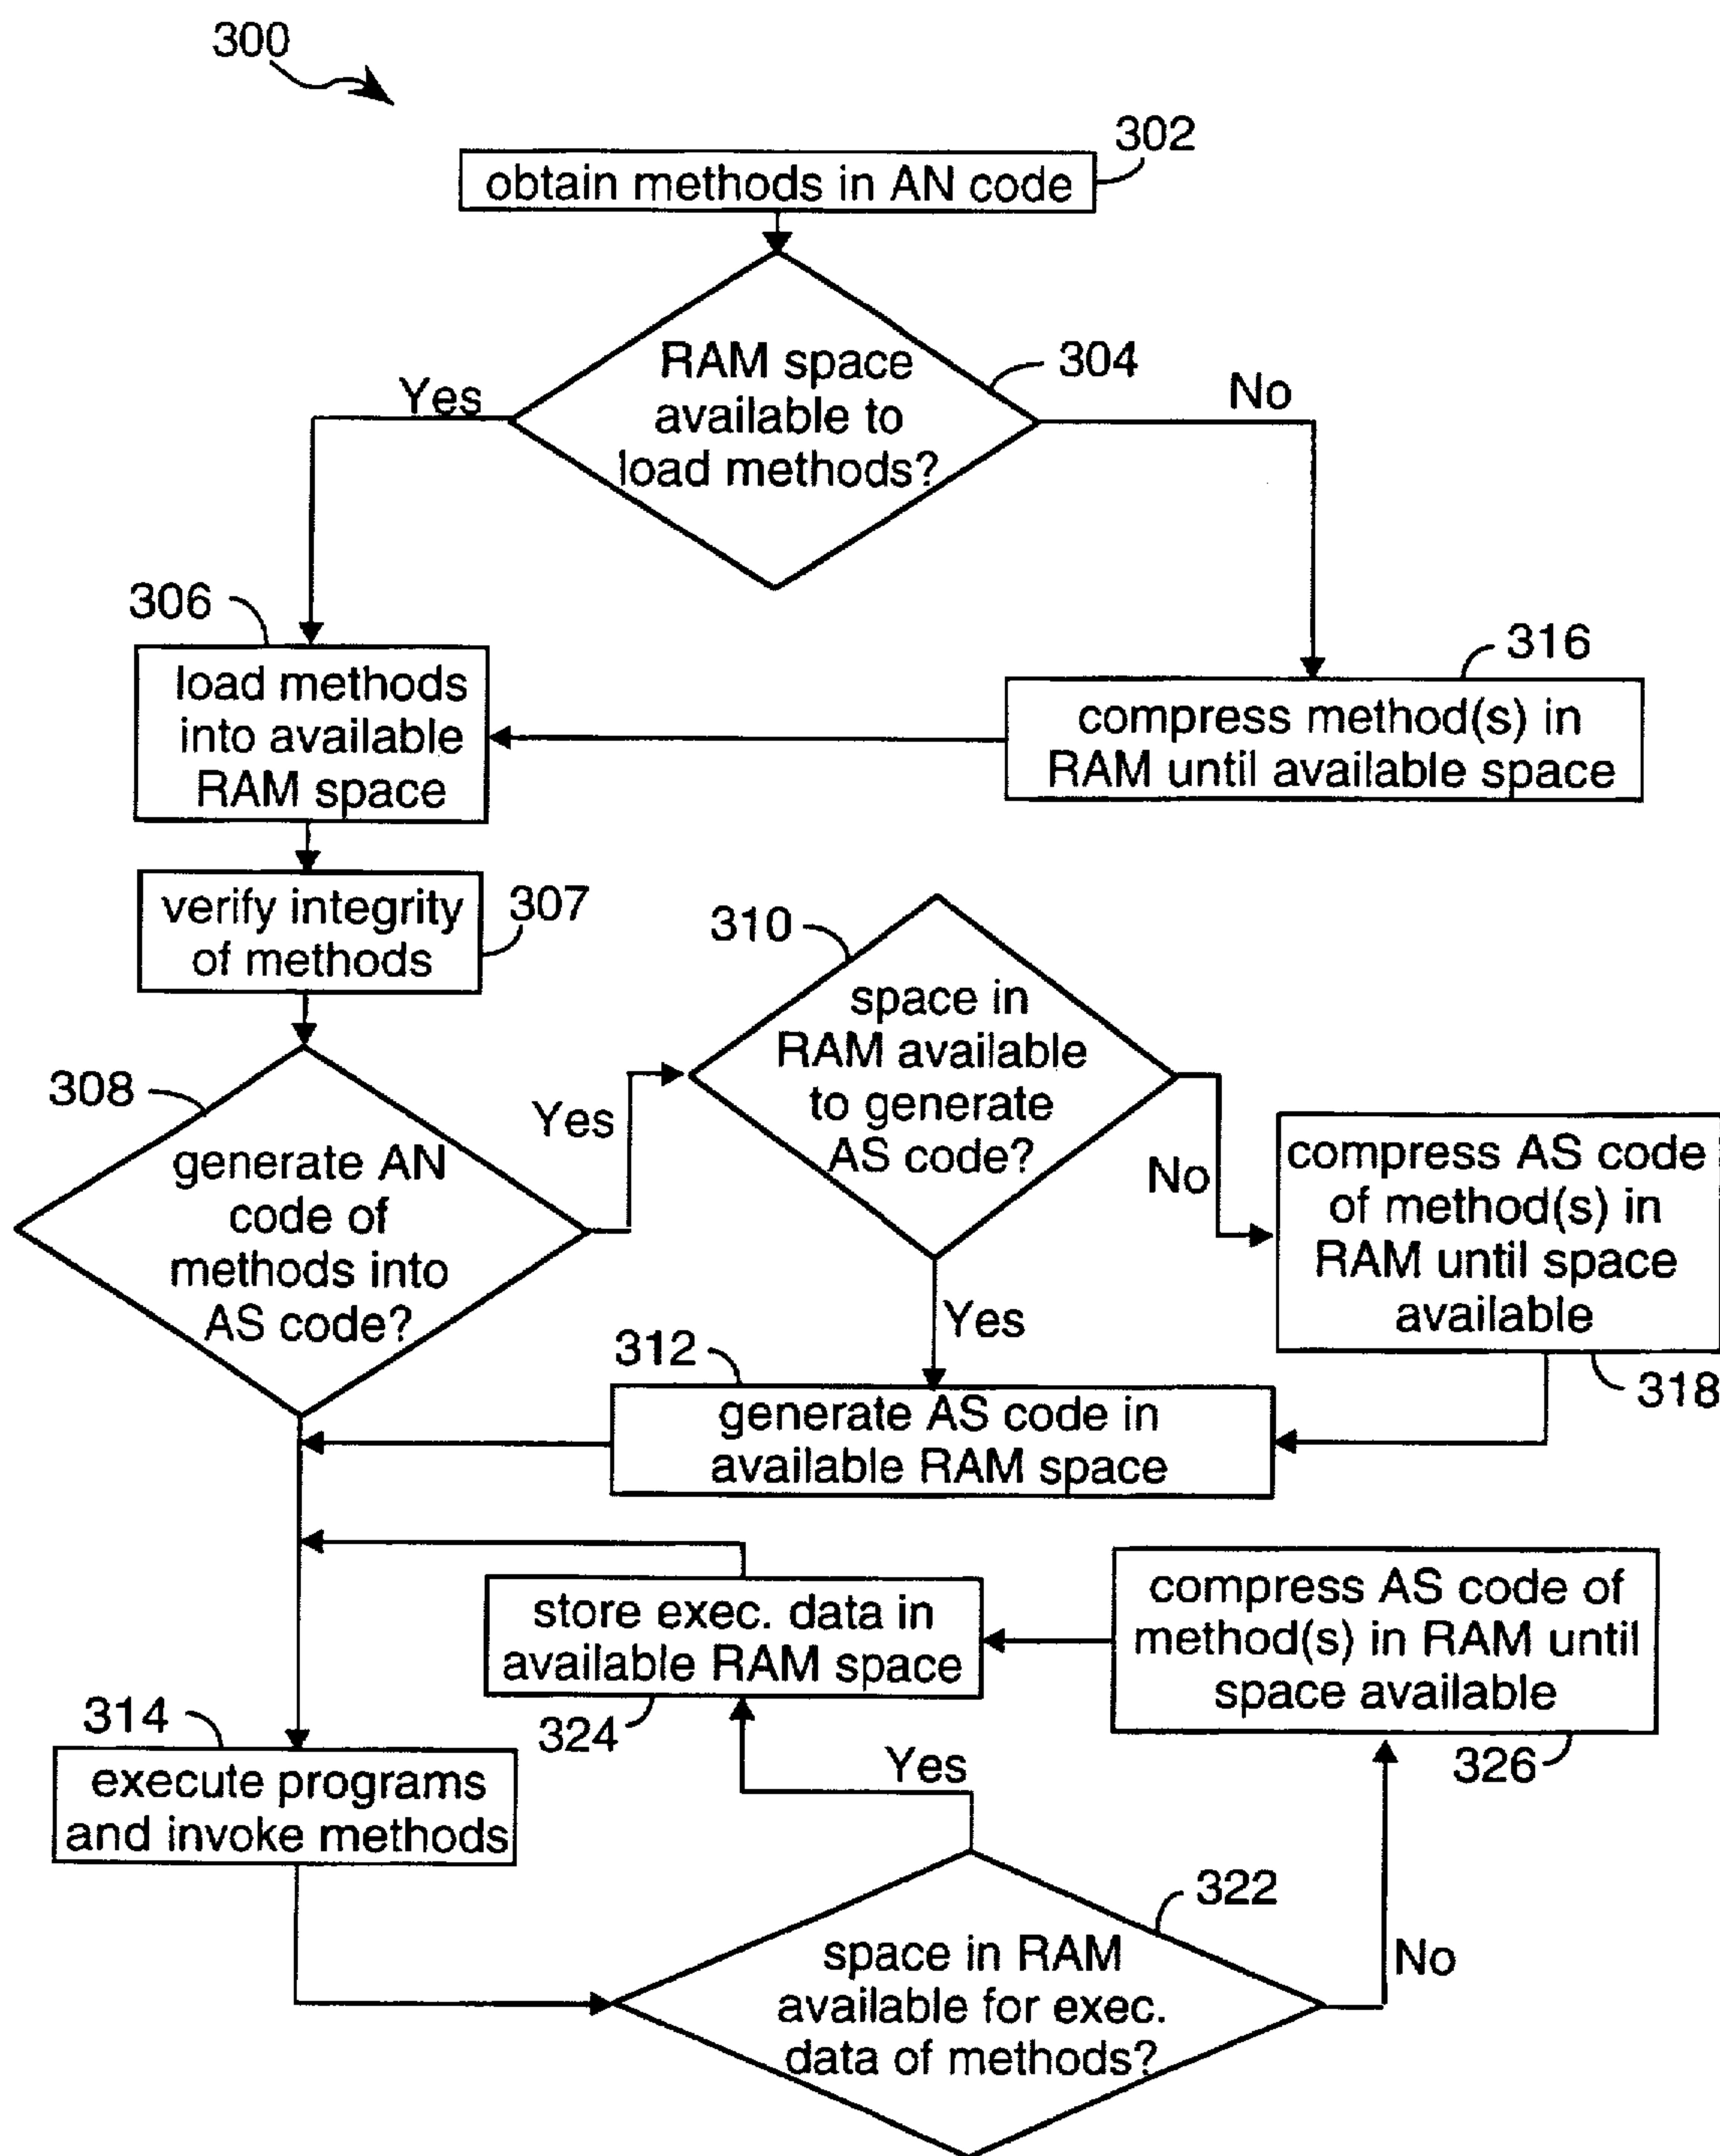 300
302
obtain methods in AN code
RAM space
available to
load methods?
304
Yes
No
306
load methods
into available
RAM space
316
compress method(s) in
RAM until available space
verify integrity
of methods
307
310
space in
RAM available
to generate
AS code?
308
generate AN
code of
methods into
AS code?
Yes
No
compress AS code
of method(s) in
RAM until space
available
318
Yes
312
generate AS code in
available RAM space
store exec. data in
available RAM space
324
compress AS code of
method(s) in RAM until
space available
326
314
execute programs
and invoke methods
Yes
322
No
space in RAM
available for exec.
data of methods?